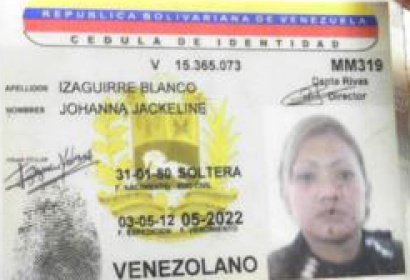 REPUBLICA BOLIVARIANA DE VENEZUELA
CEDULA DE IDENTIDAD
V 15.365.073 MM319
Dante Rivas
Director
APELLIDOS IZAGUIRRE BLANCO
NOMBRES JOHANNA JACKELINE
31-01-80 SOLTERA
F. NACIMIENTO EDO CIVIL
03-05-12 05-2022
F. EXPEDICION F. VENCIMIENTO
VENEZOLANO